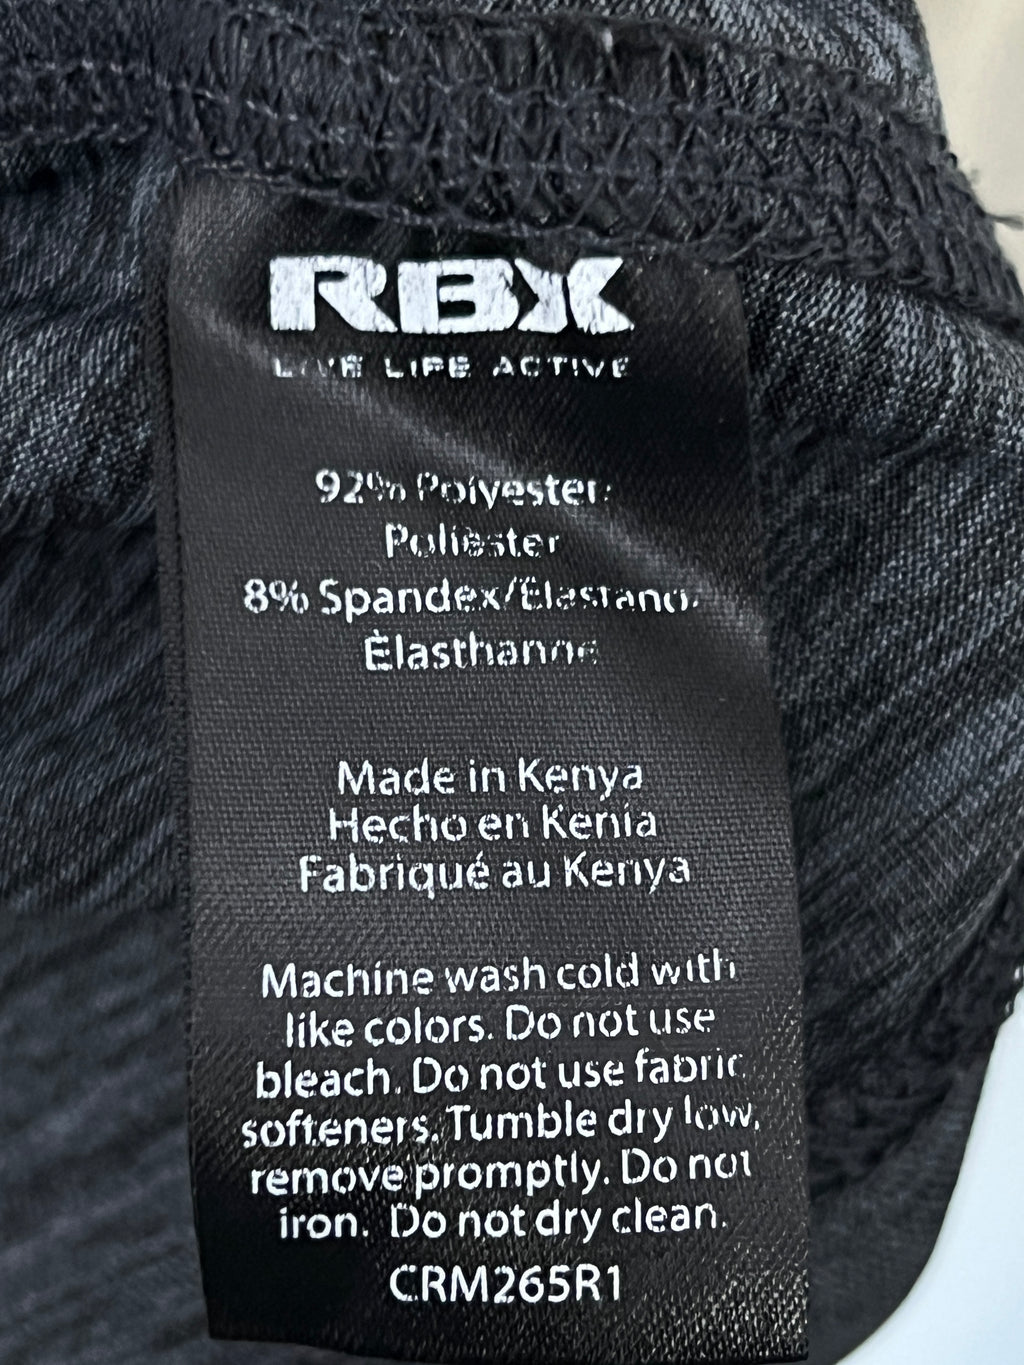 RBX
LIVE LIFE ACTIVE
92% Polyester/
Poliéster
8% Spandex/Elastano/
Élasthanne
Made in Kenya
Hecho en Kenia
Fabriqué au Kenya
Machine wash cold with
like colors. Do not use
bleach. Do not use fabric
softeners. Tumble dry low,
remove promptly. Do not
iron. Do not dry clean.
CRM265R1